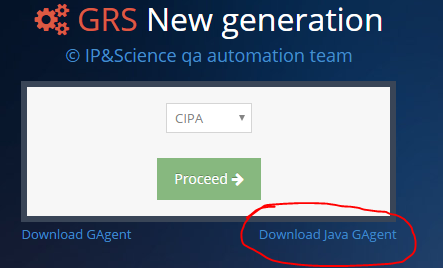 GRS New generation
© IP&Science qa automation team
CIPA
Proceed
Download GAgent Download Java GAgent